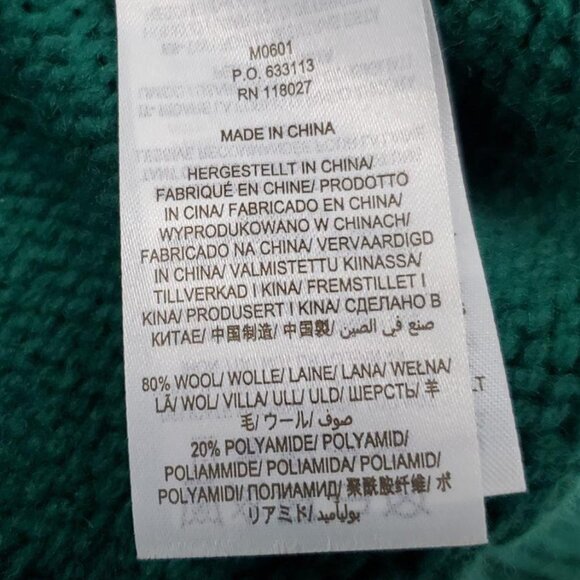 M0601
P.O. 633113
RN 118027
MADE IN CHINA
HERGESTELLT IN CHINA/
FABRIQUÉ EN CHINE/ PRODOTTO
IN CINA/ FABRICADO EN CHINA/
WYPRODUKOWANO W CHINACH/
FABRICADO NA CHINA/ VERVAARDIGD
IN CHINA/ VALMISTETTU KIINASSA/
TILLVERKAD I KINA/ FREMSTILLET I
KINA/ PRODUSERT I KINA/ СДЕЛАНО В
КИТАЕ/ 中国制造/ 中国製/ صنع في الصين
80% WOOL/ WOLLE/ LAINE/ LANA/ WEŁNA/
LÃ/ WOL/ VILLA/ ULL/ ULD/ ШЕРСТЬ/ 羊
毛/ ウール/ صوف/
20% POLYAMIDE/ POLYAMID/
POLIAMMIDE/ POLIAMIDA/ POLIAMID/
POLYAMIDI/ ПОЛИАМИД/ 聚酰胺纤维/ ポ
リアミド/ بولياميد